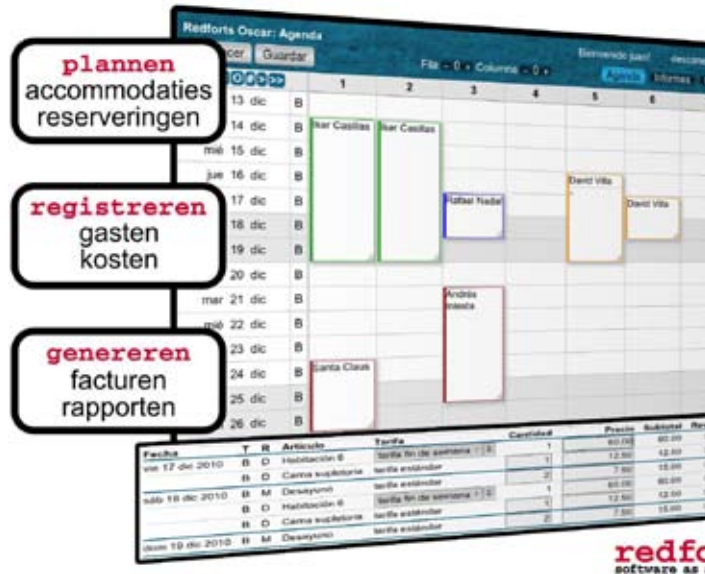 Redforts Oscar: Agenda
Guardar
Fila - 0 + Columna - 0 +
Bienvenido juan!
Agenda Informes
plannen
accommodaties
reserveringen
1 2 3 4 5 6
13 dic B
14 dic B
mié 15 dic B
jue 16 dic B
17 dic B
18 dic B
19 dic B
20 dic B
mar 21 dic B
mié 22 dic B
23 dic B
24 dic B
25 dic B
26 dic B
Iker Casillas
Iker Casillas
Rafael Nadal
David Villa
David Villa
Andrés
Iniesta
Santa Claus
registreren
gasten
kosten
genereren
facturen
rapporten
Fecha T R Artículo Tarifa Cantidad Precio Subtotal
vie 17 dic 2010 B D Habitación 6 tarifa fin de semana 1 60.00 60.00
B D Cama supletoria tarifa estándar 1 12.50 12.50
B M Desayuno tarifa estándar 2 7.50 15.00
sáb 18 dic 2010 B D Habitación 6 tarifa fin de semana 1 60.00 60.00
B D Cama supletoria tarifa estándar 1 12.50 12.50
B M Desayuno tarifa estándar 2 7.50 15.00
dom 19 dic 2010
redfo
software as